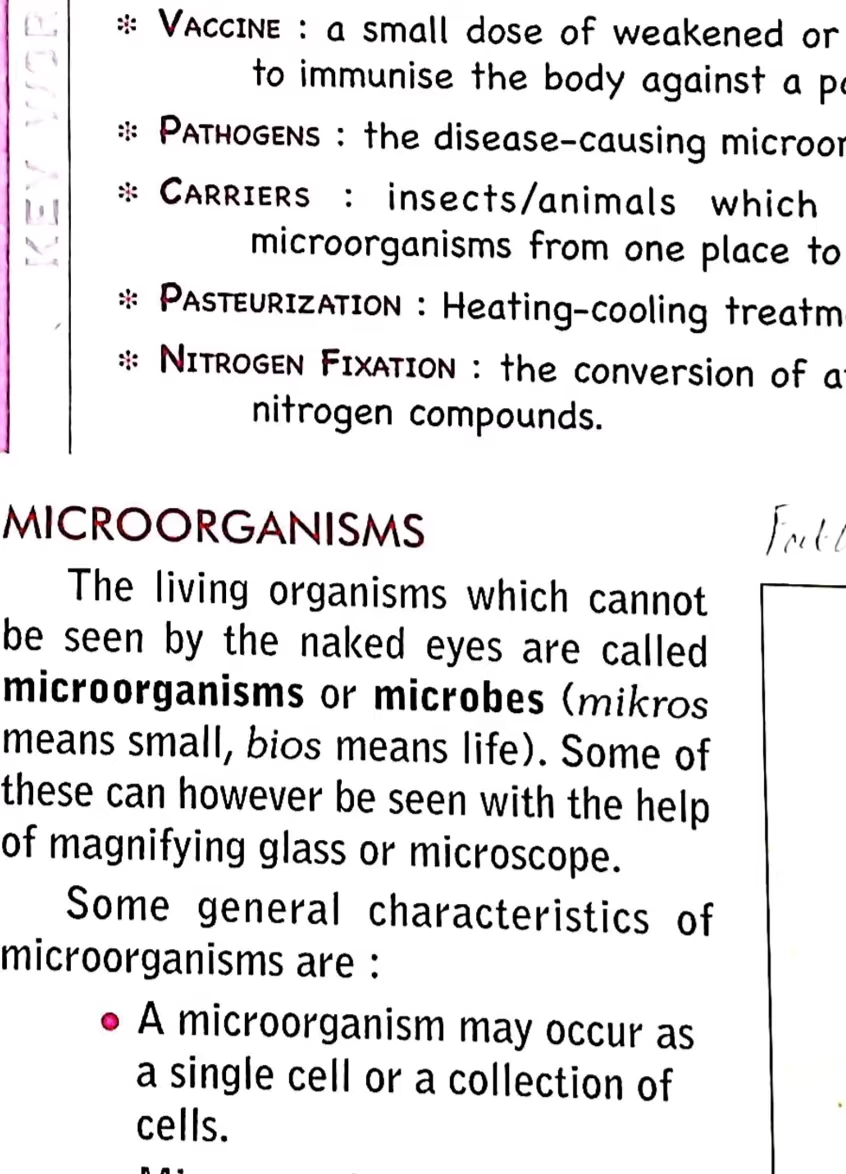 KEY WOR
* VACCINE : a small dose of weakened or
to immunise the body against a
* PATHOGENS : the disease-causing
* CARRIERS : insects/animals which
microorganisms from one place to
* PASTEURIZATION : Heating-cooling
* NITROGEN FIXATION : the conversion of
nitrogen compounds.
MICROORGANISMS
The living organisms which cannot
be seen by the naked eyes are called
microorganisms or microbes (mikros
means small, bios means life). Some of
these can however be seen with the help
of magnifying glass or microscope.
Some general characteristics of
microorganisms are :
• A microorganism may occur as
a single cell or a collection of
cells.